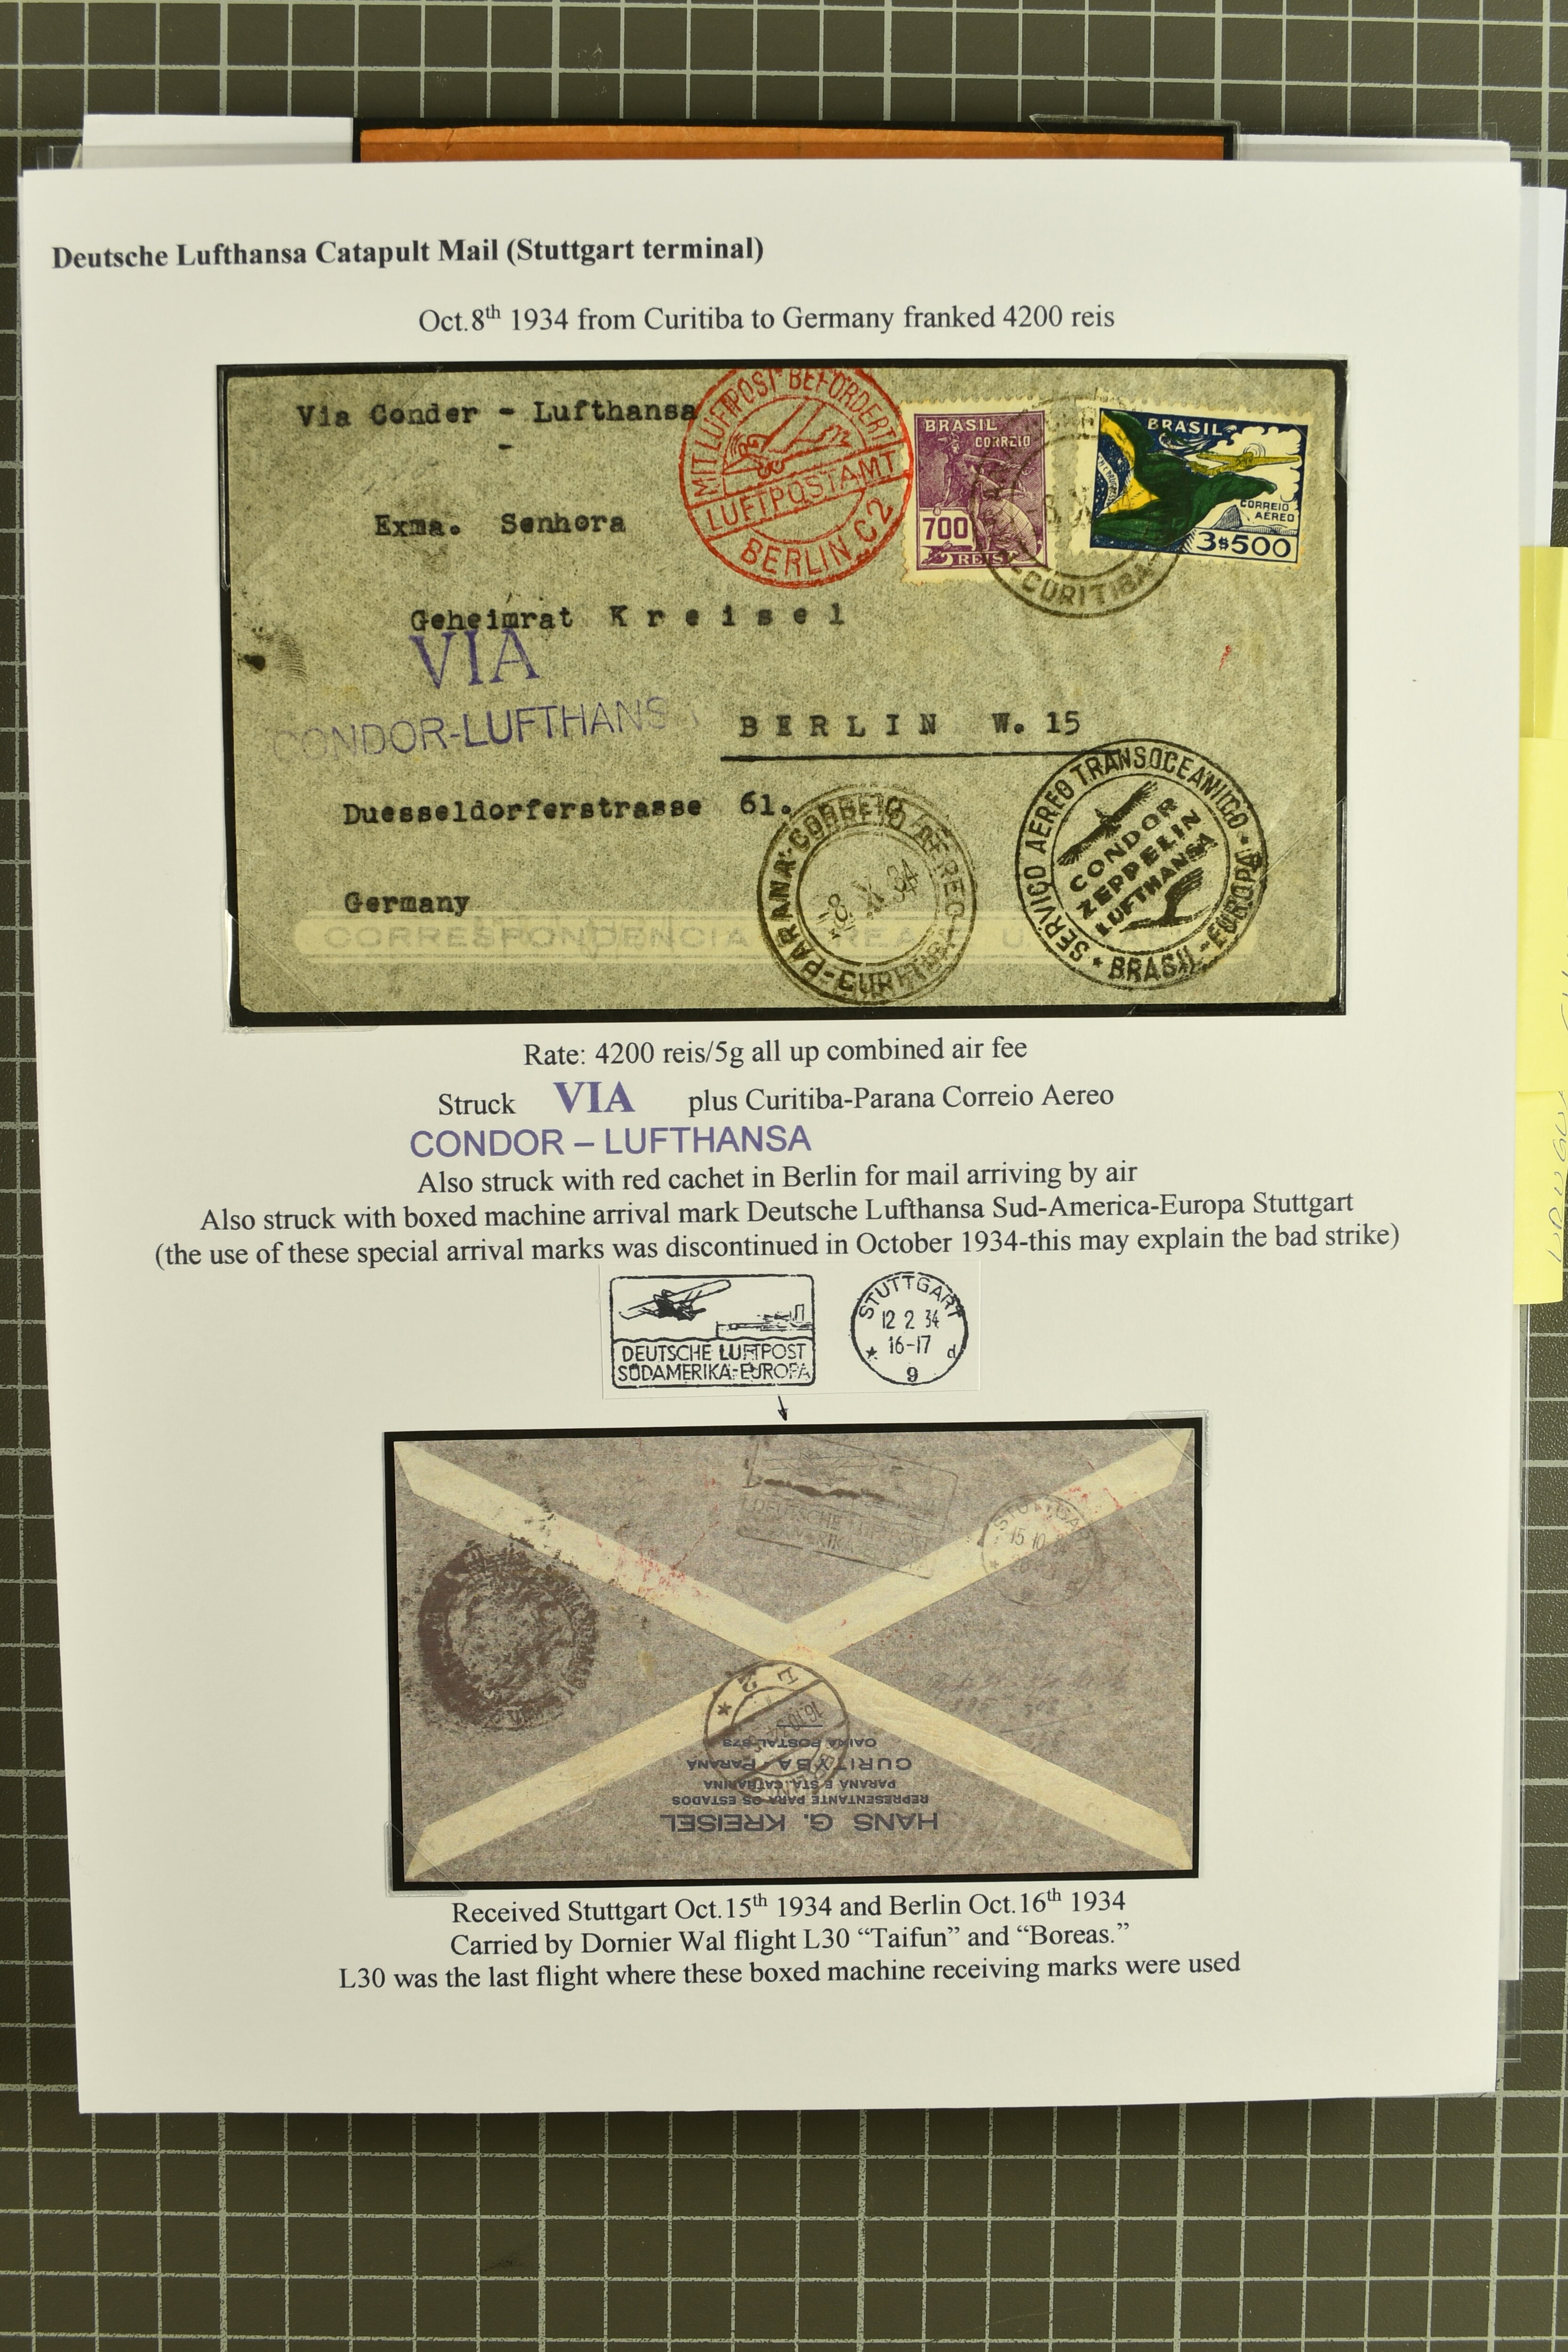 Deutsche Lufthansa Catapult Mail (Stuttgart terminal)
Oct.8th 1934 from Curitiba to Germany franked 4200 reis
Via Conder - Lufthansa
-
MIT LUFTPOST BEFÖRDERT
LUFTPOSTAMT
BERLIN C2
BRASIL
CORREIO
700
REIS
BRASIL
CORREIO
AEREO
3$500
CURITIBA
Exma. Senhora
Geheimrat Kreisel
VIA
CONDOR-LUFTHANS
BERLIN W. 15
Duesseldorferstrasse 61.
Germany
CORRESPONDENCIA
PARANA-CORREIO AEREO
8 X 34
CURITIBA
SERVIÇO AEREO TRANSOCEANICO
CONDOR
ZEPPELIN
LUFTHANSA
BRASIL-EUROPA
Rate: 4200 reis/5g all up combined air fee
Struck VIA plus Curitiba-Parana Correio Aereo
CONDOR – LUFTHANSA
Also struck with red cachet in Berlin for mail arriving by air
Also struck with boxed machine arrival mark Deutsche Lufthansa Sud-America-Europa Stuttgart
(the use of these special arrival marks was discontinued in October 1934-this may explain the bad strike)
DEUTSCHE LUFTPOST
SÜDAMERIKA-EUROPA
STUTTGART
12 2 34
16-17
* d
9
15 10
L 2 *
16.10.34
HANS G. KREISEL
REPRESENTANTE PARA OS ESTADOS
PARANÁ E STA. CATHARINA
CURITYBA - PARANÁ
CAIXA POSTAL 873
Received Stuttgart Oct.15th 1934 and Berlin Oct.16th 1934
Carried by Dornier Wal flight L30 “Taifun” and “Boreas.”
L30 was the last flight where these boxed machine receiving marks were used